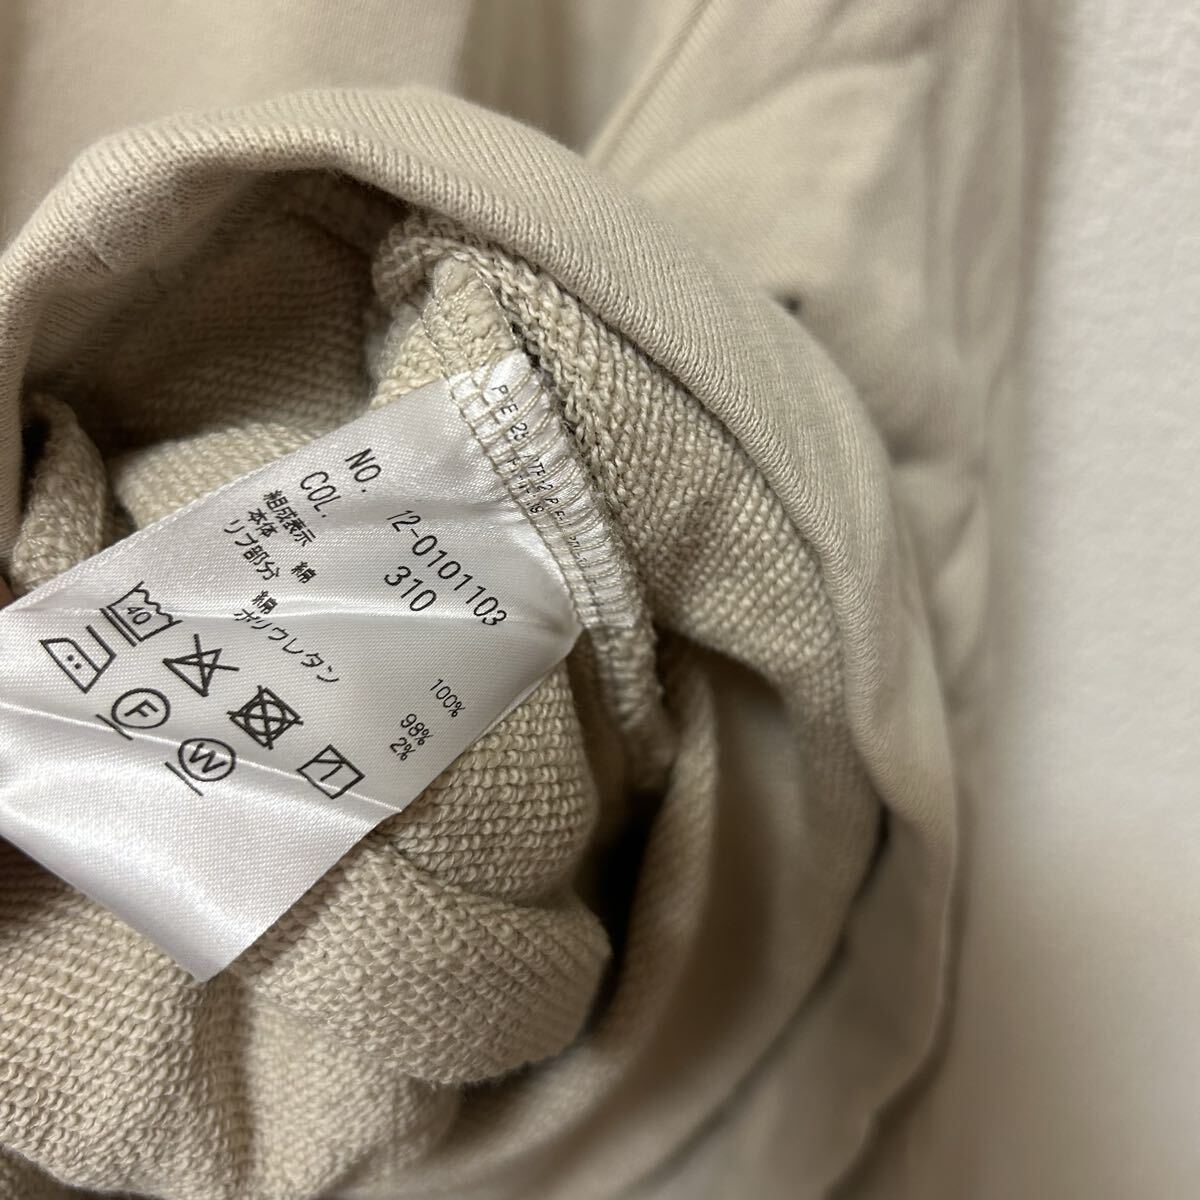 NO. 12-0101103
COL. 310
組成表示
本体 綿 100%
リブ部分 綿 98%
ポリウレタン 2%
40
F
W